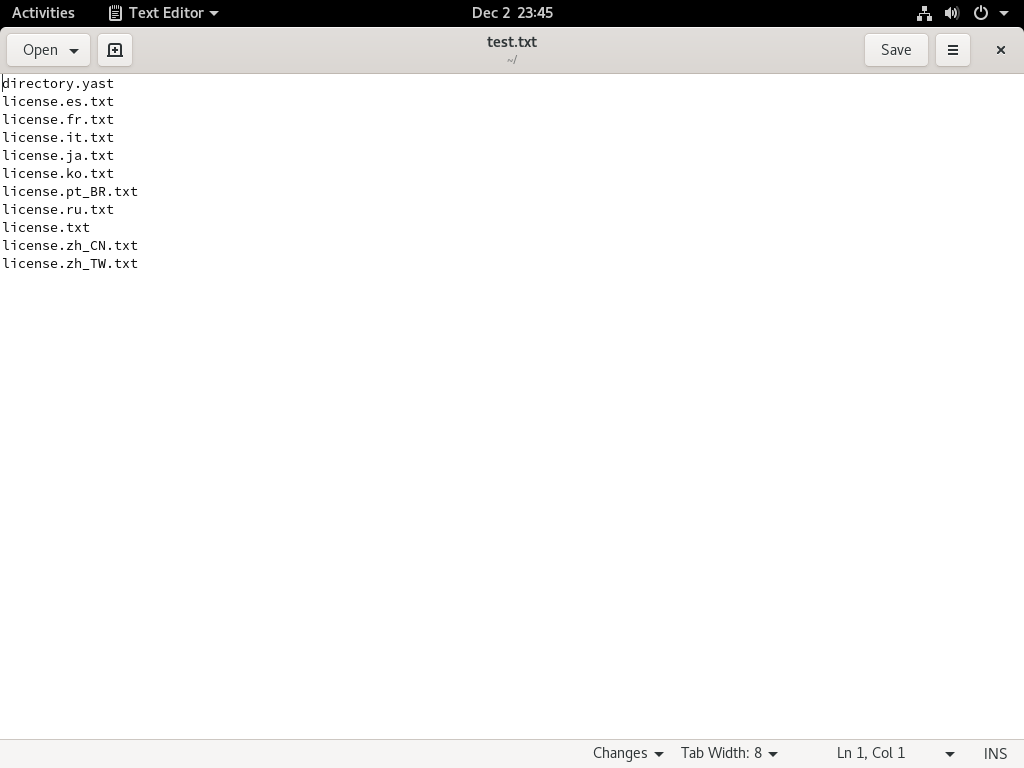 Activities Text Editor Dec 2 23:45
Open test.txt Save
~/
directory.yast
license.es.txt
license.fr.txt
license.it.txt
license.ja.txt
license.ko.txt
license.pt_BR.txt
license.ru.txt
license.txt
license.zh_CN.txt
license.zh_TW.txt
Changes Tab Width: 8 Ln 1, Col 1 INS